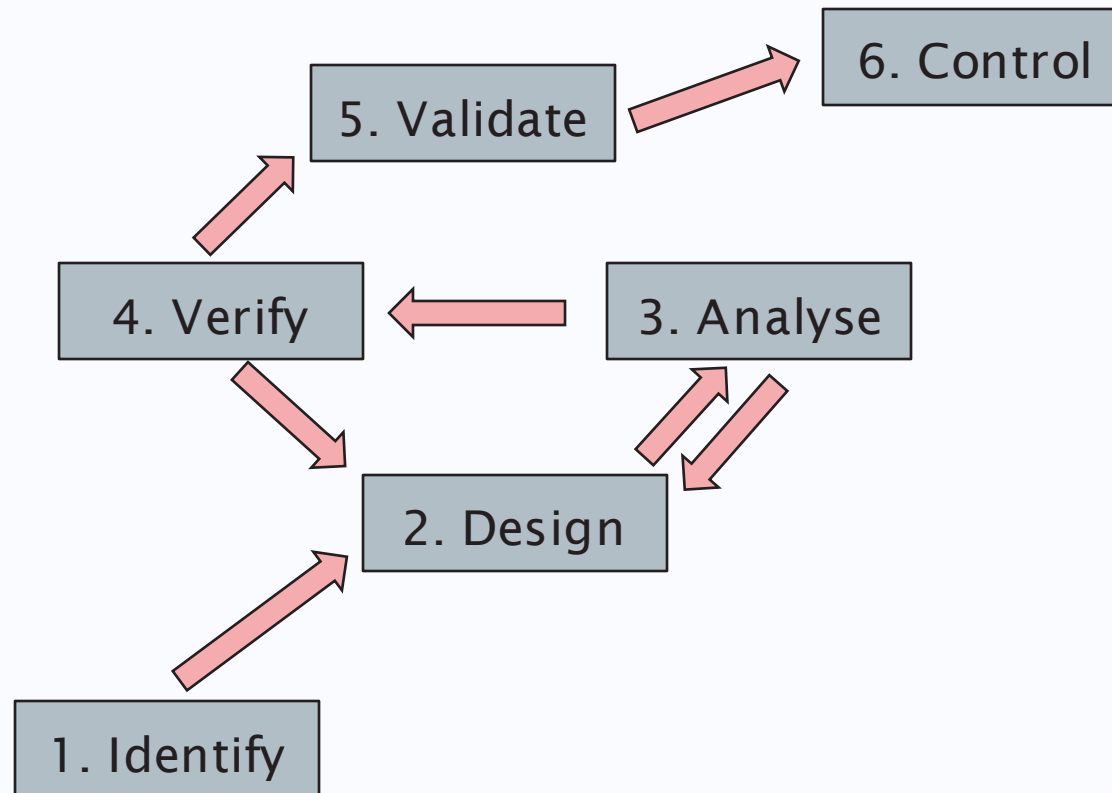 6. Control
5. Validate
4. Verify
3. Analyse
2. Design
1. Identify